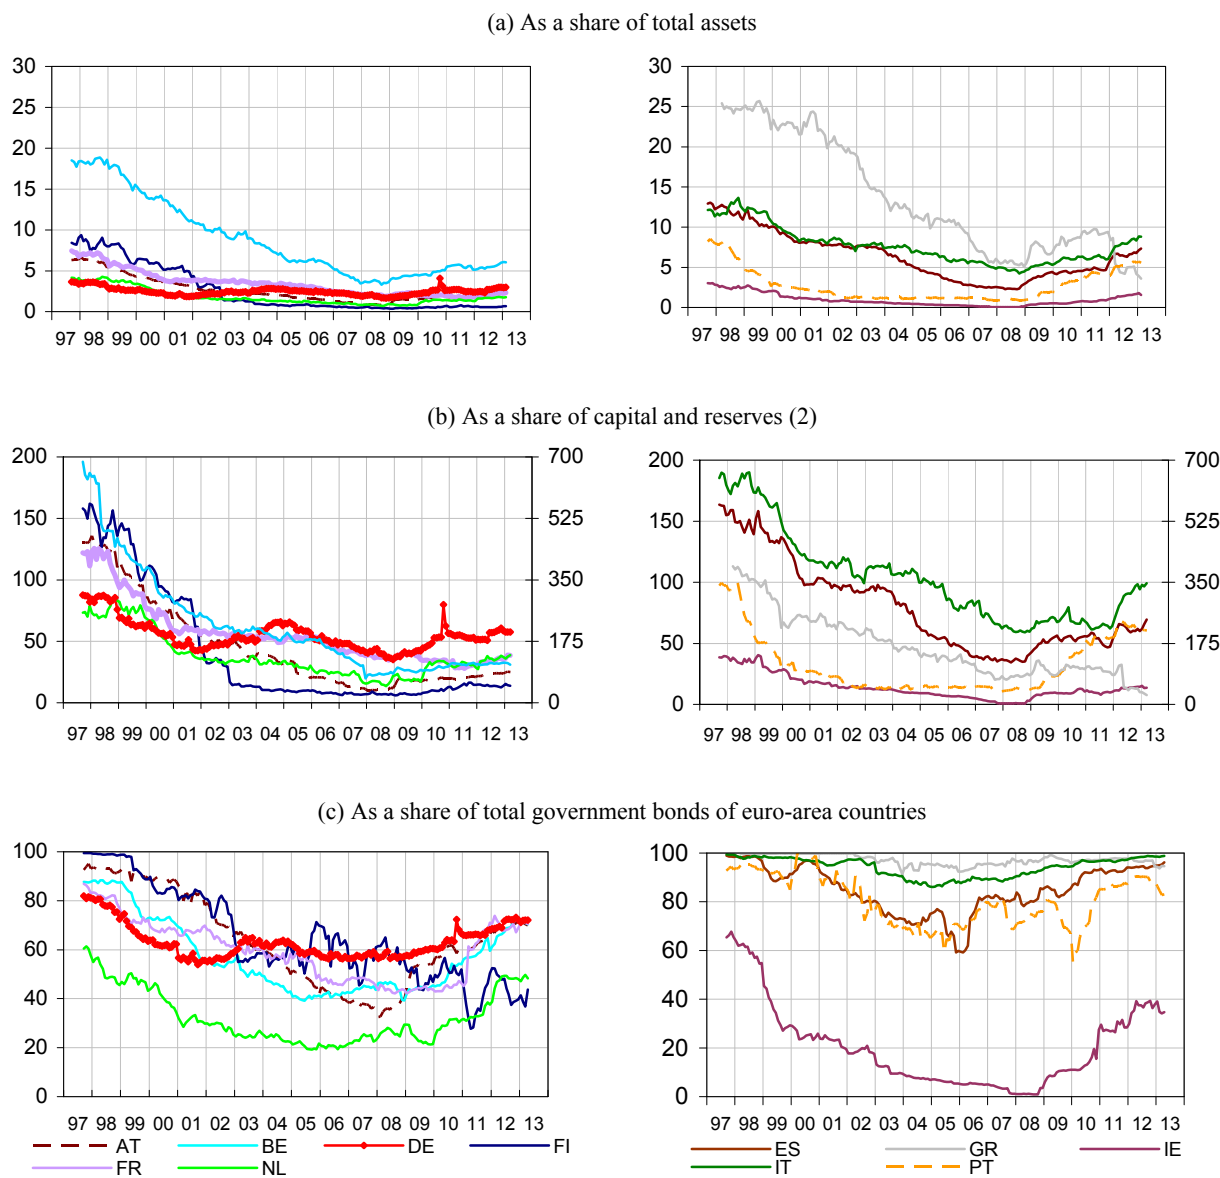 (a) As a share of total assets
30 30
25 25
20 20
15 15
10 10
5 5
0 0
97 98 99 00 01 02 03 04 05 06 07 08 09 10 11 12 13 97 98 99 00 01 02 03 04 05 06 07 08 09 10 11 12 13
(b) As a share of capital and reserves (2)
200 700 200 700
150 525 150 525
100 350 100 350
50 175 50 175
0 0 0 0
97 98 99 00 01 02 03 04 05 06 07 08 09 10 11 12 13 97 98 99 00 01 02 03 04 05 06 07 08 09 10 11 12 13
(c) As a share of total government bonds of euro-area countries
100 100
80 80
60 60
40 40
20 20
0 0
97 98 99 00 01 02 03 04 05 06 07 08 09 10 11 12 13 97 98 99 00 01 02 03 04 05 06 07 08 09 10 11 12 13
AT BE DE FI ES GR IE
FR NL IT PT